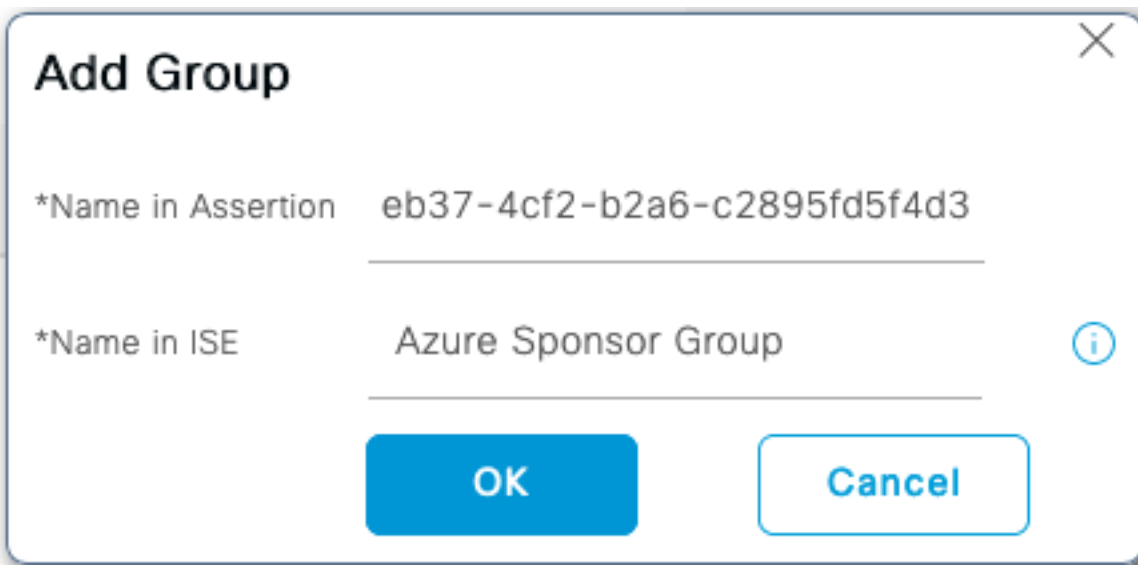 Add Group
*Name in Assertion eb37-4cf2-b2a6-c2895fd5f4d3
*Name in ISE Azure Sponsor Group
OK Cancel